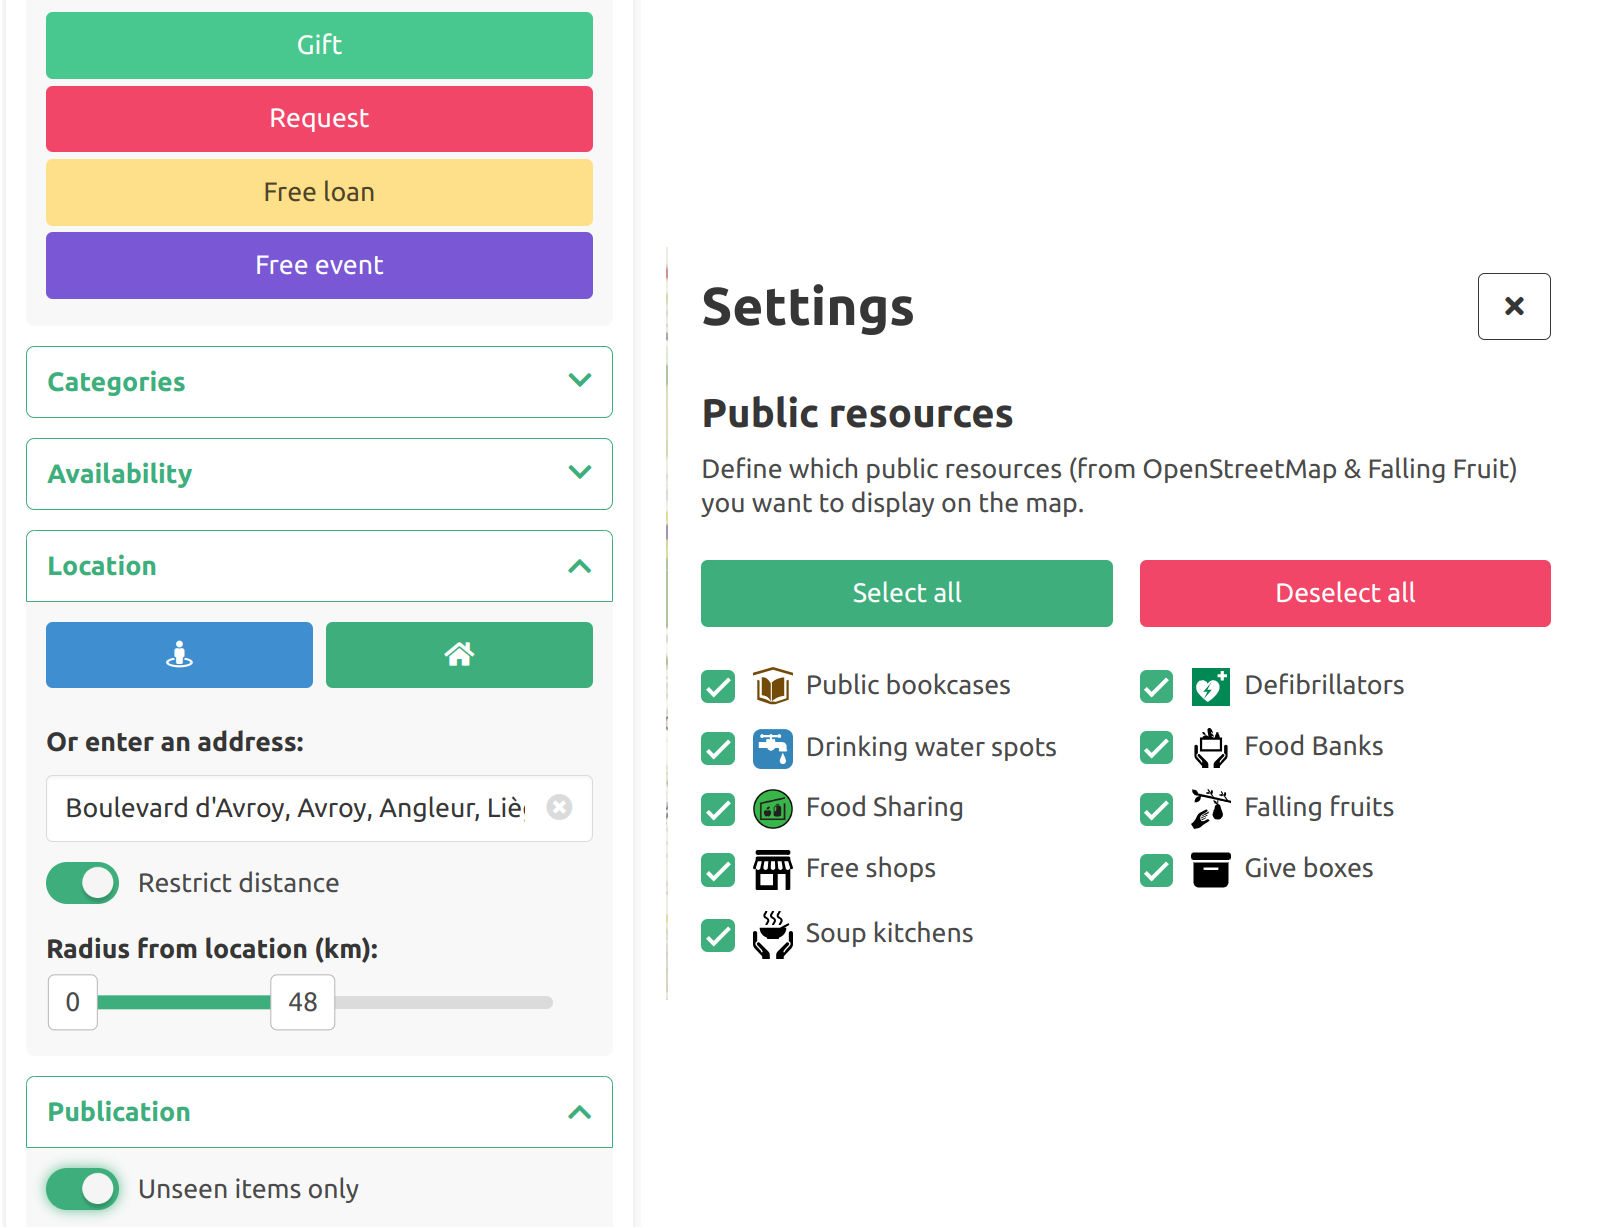 Gift
Request
Free loan
Free event
Categories
Availability
Location
Or enter an address:
Boulevard d'Avroy, Avroy, Angleur,
Restrict distance
Radius from location (km):
0
48
Publication
Unseen items only
Settings
Public resources
Define which public resources (from OpenStreetMap & Falling Fruit)
you want to display on the map.
Select all
Deselect all
Public bookcases
Defibrillators
Drinking water spots
Food Banks
Food Sharing
Falling fruits
Free shops
Give boxes
Soup kitchens